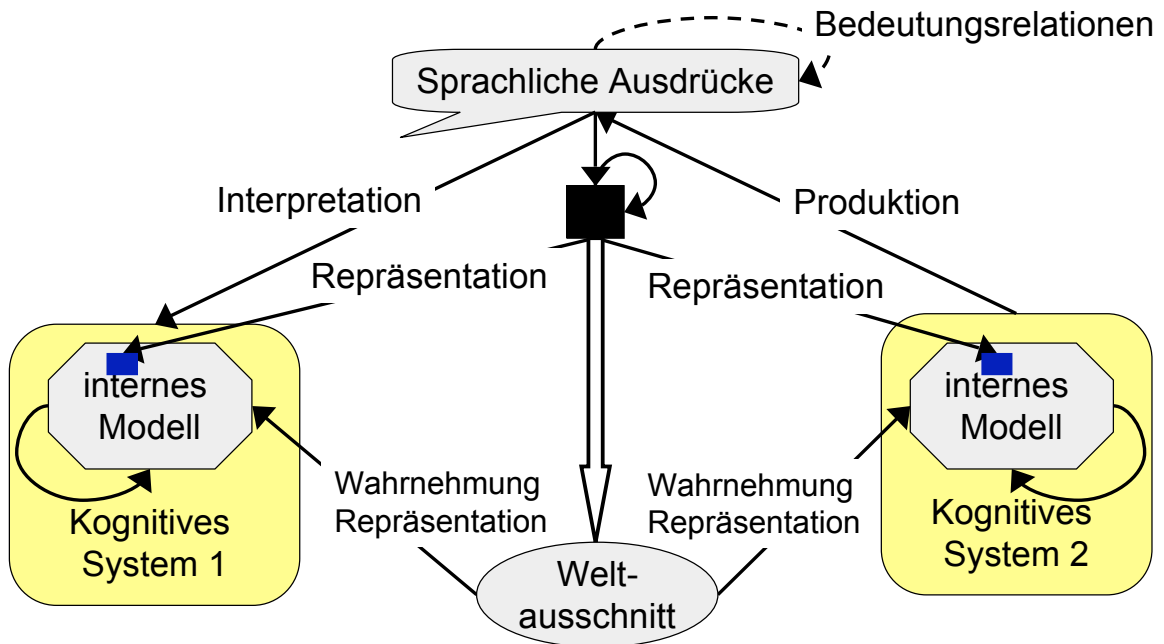 Bedeutungsrelationen
Sprachliche Ausdrücke
Interpretation
Produktion
Repräsentation
Repräsentation
internes
Modell
internes
Modell
Wahrnehmung
Repräsentation
Wahrnehmung
Repräsentation
Kognitives
System 1
Kognitives
System 2
Welt-
ausschnitt